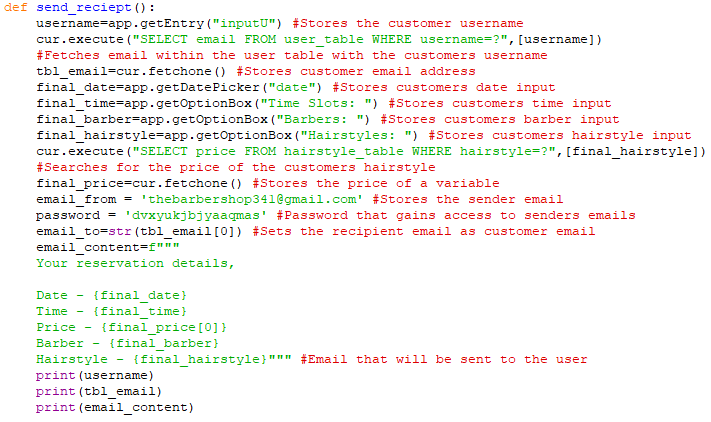 def send_reciept():
    username=app.getEntry("inputU") #Stores the customer username
    cur.execute("SELECT email FROM user_table WHERE username=?",[username])
    #Fetches email within the user table with the customers username
    tbl_email=cur.fetchone() #Stores customer email address
    final_date=app.getDatePicker("date") #Stores customers date input
    final_time=app.getOptionBox("Time Slots: ") #Stores customers time input
    final_barber=app.getOptionBox("Barbers: ") #Stores customers barber input
    final_hairstyle=app.getOptionBox("Hairstyles: ") #Stores customers hairstyle input
    cur.execute("SELECT price FROM hairstyle_table WHERE hairstyle=?",[final_hairstyle])
    #Searches for the price of the customers hairstyle
    final_price=cur.fetchone() #Stores the price of a variable
    email_from = 'thebarbershop341@gmail.com' #Stores the sender email
    password = 'dvxyukjbjyaaqmas' #Password that gains access to senders emails
    email_to=str(tbl_email[0]) #Sets the recipient email as customer email
    email_content=f"""
    Your reservation details,

    Date - {final_date}
    Time - {final_time}
    Price - {final_price[0]}
    Barber - {final_barber}
    Hairstyle - {final_hairstyle}""" #Email that will be sent to the user
    print(username)
    print(tbl_email)
    print(email_content)